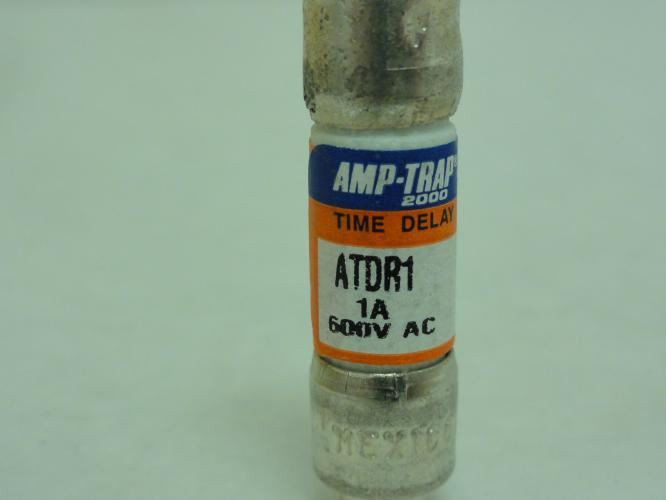 AMP-TRAP®
2000
TIME DELAY
ATDR1
1A
600V AC
MEXICO